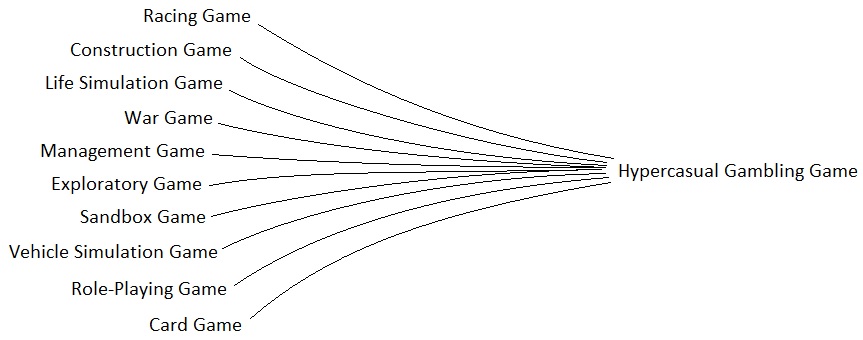 Racing Game
Construction Game
Life Simulation Game
War Game
Management Game
Exploratory Game
Sandbox Game
Vehicle Simulation Game
Role-Playing Game
Card Game
Hypercasual Gambling Game